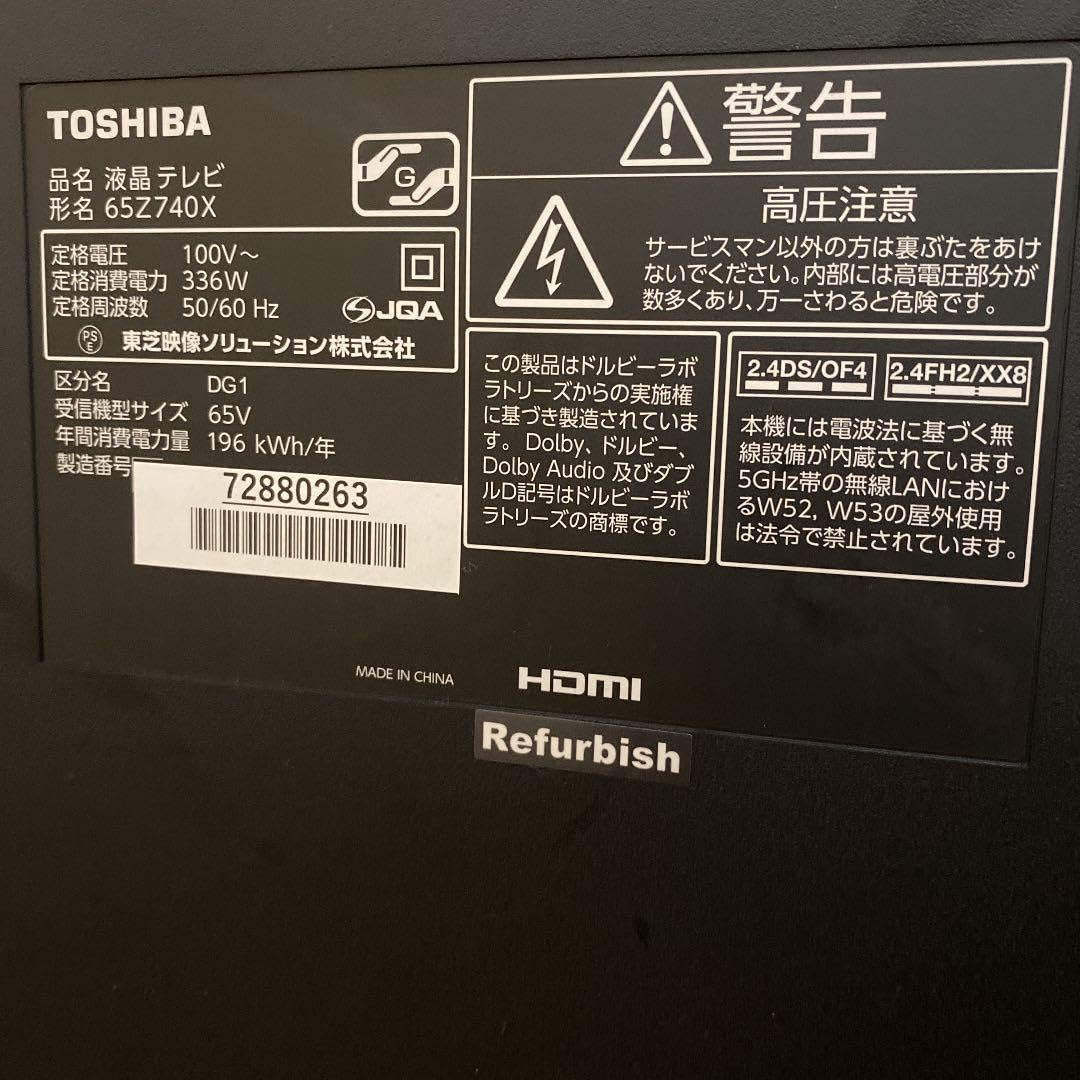 TOSHIBA
品名 液晶テレビ
形名 65Z740X
G
定格電圧 100V～
定格消費電力 336W
定格周波数 50/60 Hz
JQA
PS
E
東芝映像ソリューション株式会社
区分名 DG1
受信機型サイズ 65V
年間消費電力量 196 kWh/年
製造番号
72880263
警告
高圧注意
サービスマン以外の方は裏ぶたをあけ
ないでください。内部には高電圧部分が
数多くあり、万一さわると危険です。
この製品はドルビーラボ
ラトリーズからの実施権
に基づき製造されていま
す。Dolby、ドルビー、
Dolby Audio 及びダブ
ルD記号はドルビーラボ
ラトリーズの商標です。
2.4DS/OF4
2.4FH2/XX8
本機には電波法に基づく無
線設備が内蔵されています。
5GHz帯の無線LANにおけ
るW52, W53の屋外使用
は法令で禁止されています。
MADE IN CHINA
HDMI
Refurbish